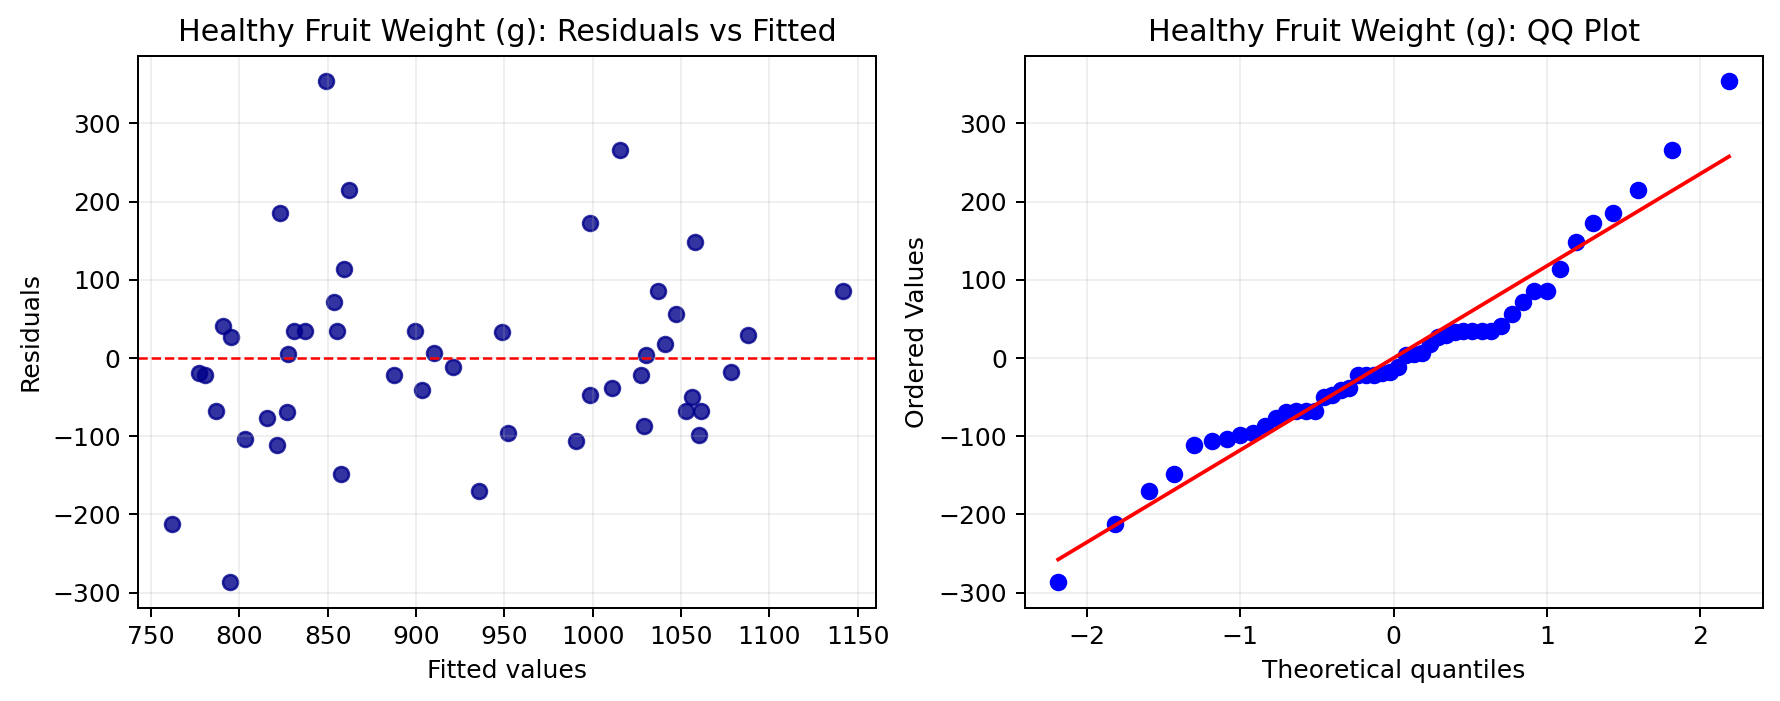 Healthy Fruit Weight (g): Residuals vs Fitted
Residuals
300
200
100
0
−100
−200
−300
750 800 850 900 950 1000 1050 1100 1150
Fitted values
Healthy Fruit Weight (g): QQ Plot
Ordered Values
300
200
100
0
−100
−200
−300
−2 −1 0 1 2
Theoretical quantiles